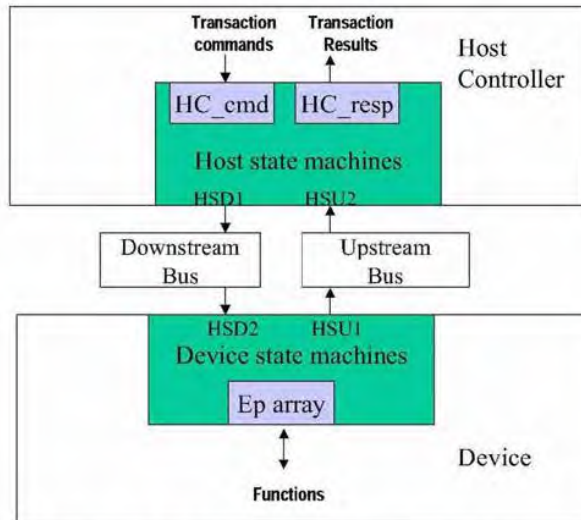 Transaction commands
Transaction Results
Host Controller
HC_cmd
HC_resp
Host state machines
HSD1
HSU2
Downstream Bus
Upstream Bus
HSD2
HSU1
Device state machines
Ep array
Device
Functions